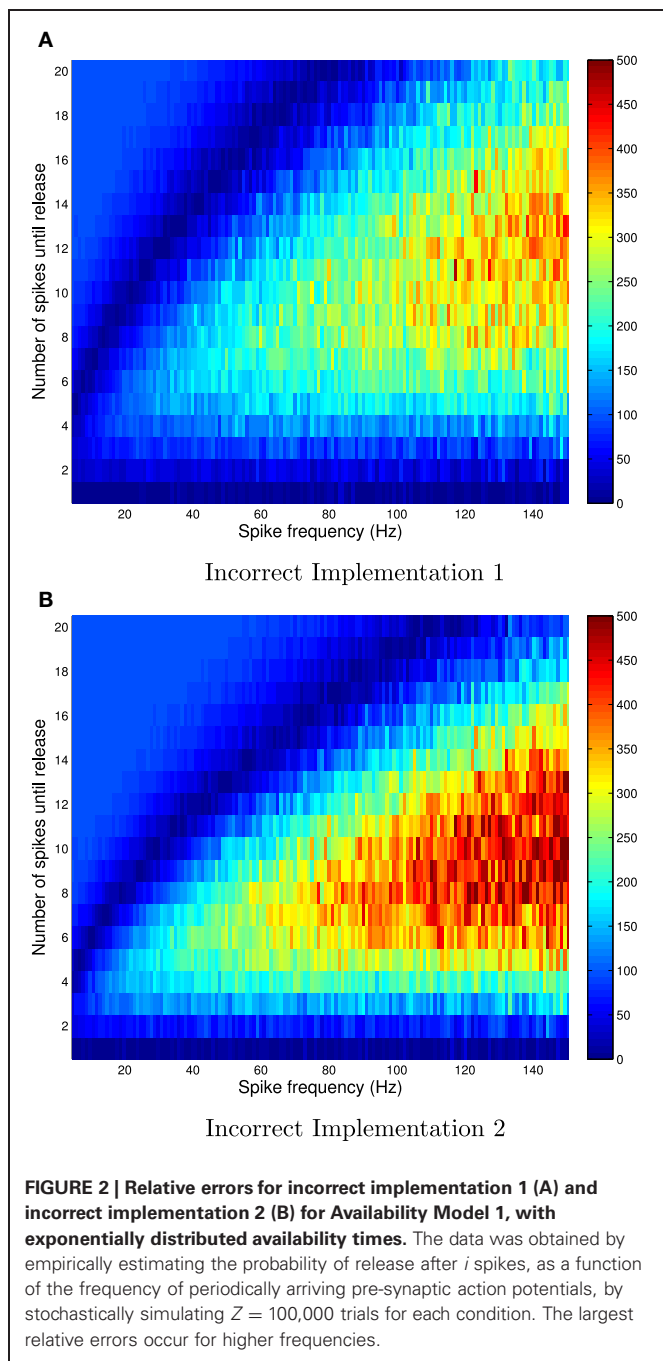 A
20
18
16
14
12
10
8
6
4
2
Number of spikes until release
20 40 60 80 100 120 140
Spike frequency (Hz)
500
450
400
350
300
250
200
150
100
50
0
Incorrect Implementation 1
B
20
18
16
14
12
10
8
6
4
2
Number of spikes until release
20 40 60 80 100 120 140
Spike frequency (Hz)
500
450
400
350
300
250
200
150
100
50
0
Incorrect Implementation 2
FIGURE 2 | Relative errors for incorrect implementation 1 (A) and
incorrect implementation 2 (B) for Availability Model 1, with
exponentially distributed availability times. The data was obtained by
empirically estimating the probability of release after i spikes, as a function
of the frequency of periodically arriving pre-synaptic action potentials, by
stochastically simulating Z = 100,000 trials for each condition. The largest
relative errors occur for higher frequencies.